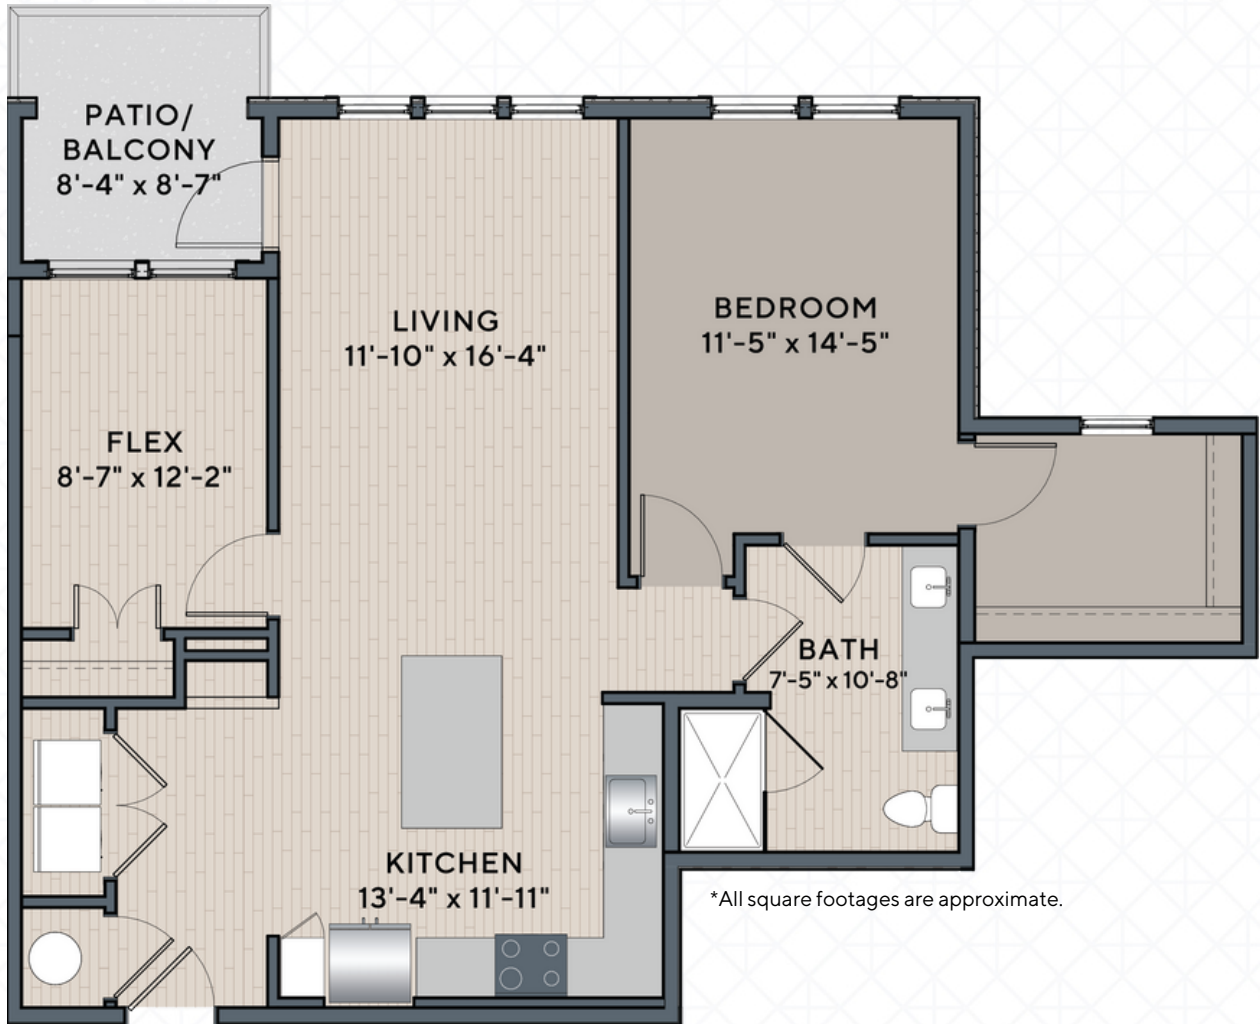 PATIO/
BALCONY
8'-4" x 8'-7"
LIVING
11'-10" x 16'-4"
BEDROOM
11'-5" x 14'-5"
FLEX
8'-7" x 12'-2"
BATH
7'-5" x 10'-8"
KITCHEN
13'-4" x 11'-11"
*All square footages are approximate.